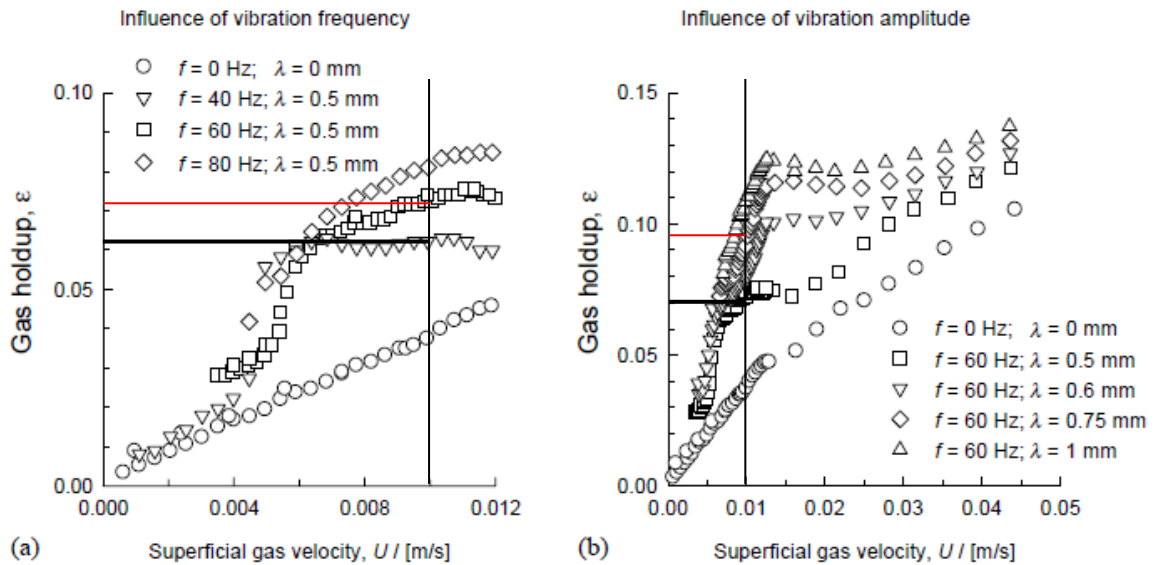 Influence of vibration frequency
f = 0 Hz; λ = 0 mm
f = 40 Hz; λ = 0.5 mm
f = 60 Hz; λ = 0.5 mm
f = 80 Hz; λ = 0.5 mm
0.10
0.05
0.00
Gas holdup, ε
0.000
0.004
0.008
0.012
(a)
Superficial gas velocity, U / [m/s]
Influence of vibration amplitude
0.15
0.10
0.05
0.00
Gas holdup, ε
f = 0 Hz; λ = 0 mm
f = 60 Hz; λ = 0.5 mm
f = 60 Hz; λ = 0.6 mm
f = 60 Hz; λ = 0.75 mm
f = 60 Hz; λ = 1 mm
0.00
0.01
0.02
0.03
0.04
0.05
(b)
Superficial gas velocity, U / [m/s]